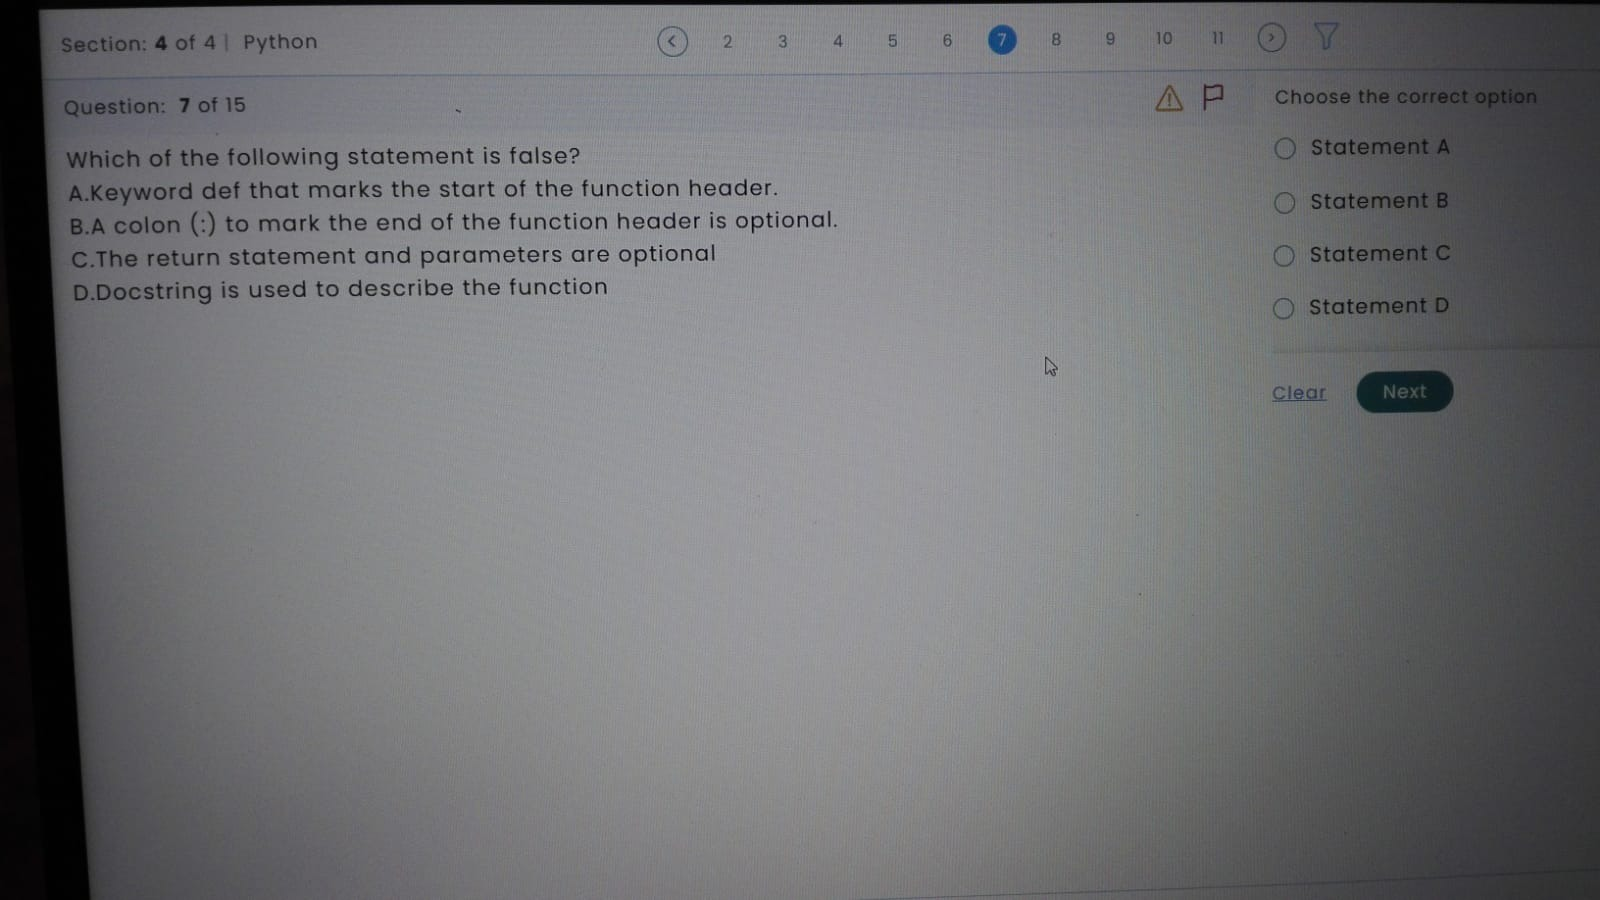 Section: 4 of 4 | Python
2 3 4 5 6 7 8 9 10 11
Question: 7 of 15
Which of the following statement is false?
A.Keyword def that marks the start of the function header.
B.A colon (:) to mark the end of the function header is optional.
C.The return statement and parameters are optional
D.Docstring is used to describe the function
Choose the correct option
Statement A
Statement B
Statement C
Statement D
Clear Next